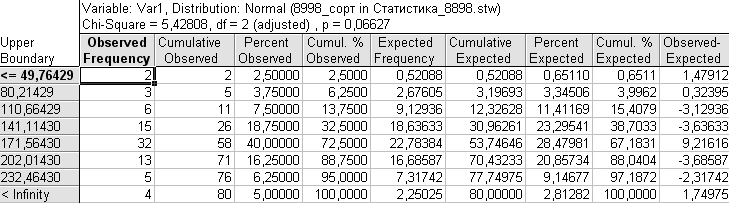 Variable: Var1, Distribution: Normal (8998_сорт in Статистика_8898.stw)
Chi-Square = 5,42808, df = 2 (adjusted) , p = 0,06627
Upper Boundary Observed Frequency Cumulative Observed Percent Observed Cumul. % Observed Expected Frequency Cumulative Expected Percent Expected Cumul. % Expected Observed-Expected
<= 49,76429 2 2 2,50000 2,5000 0,52088 0,52088 0,65110 0,6511 1,47912
80,21429 3 5 3,75000 6,2500 2,67605 3,19693 3,34506 3,9962 0,32395
110,66429 6 11 7,50000 13,7500 9,12936 12,32628 11,41169 15,4079 -3,12936
141,11430 15 26 18,75000 32,5000 18,63633 30,96261 23,29541 38,7033 -3,63633
171,56430 32 58 40,00000 72,5000 22,78384 53,74646 28,47981 67,1831 9,21616
202,01430 13 71 16,25000 88,7500 16,68587 70,43233 20,85734 88,0404 -3,68587
232,46430 5 76 6,25000 95,0000 7,31742 77,74975 9,14677 97,1872 -2,31742
< Infinity 4 80 5,00000 100,0000 2,25025 80,00000 2,81282 100,0000 1,74975